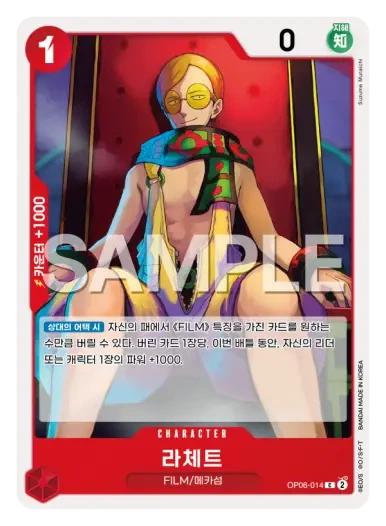 1
0
지혜
知
Suzume Muraichi
카운터 +1000
SAMPLE
상대의 어택 시 자신의 패에서 《FILM》 특징을 가진 카드를 원하는
수만큼 버릴 수 있다. 버린 카드 1장당, 이번 배틀 동안, 자신의 리더
또는 캐릭터 1장의 파워 +1000.
CHARACTER
라체트
FILM/메카섬
OP06-014 C 2
©E.O/S ©O/S·F·T BANDAI MADE IN KOREA